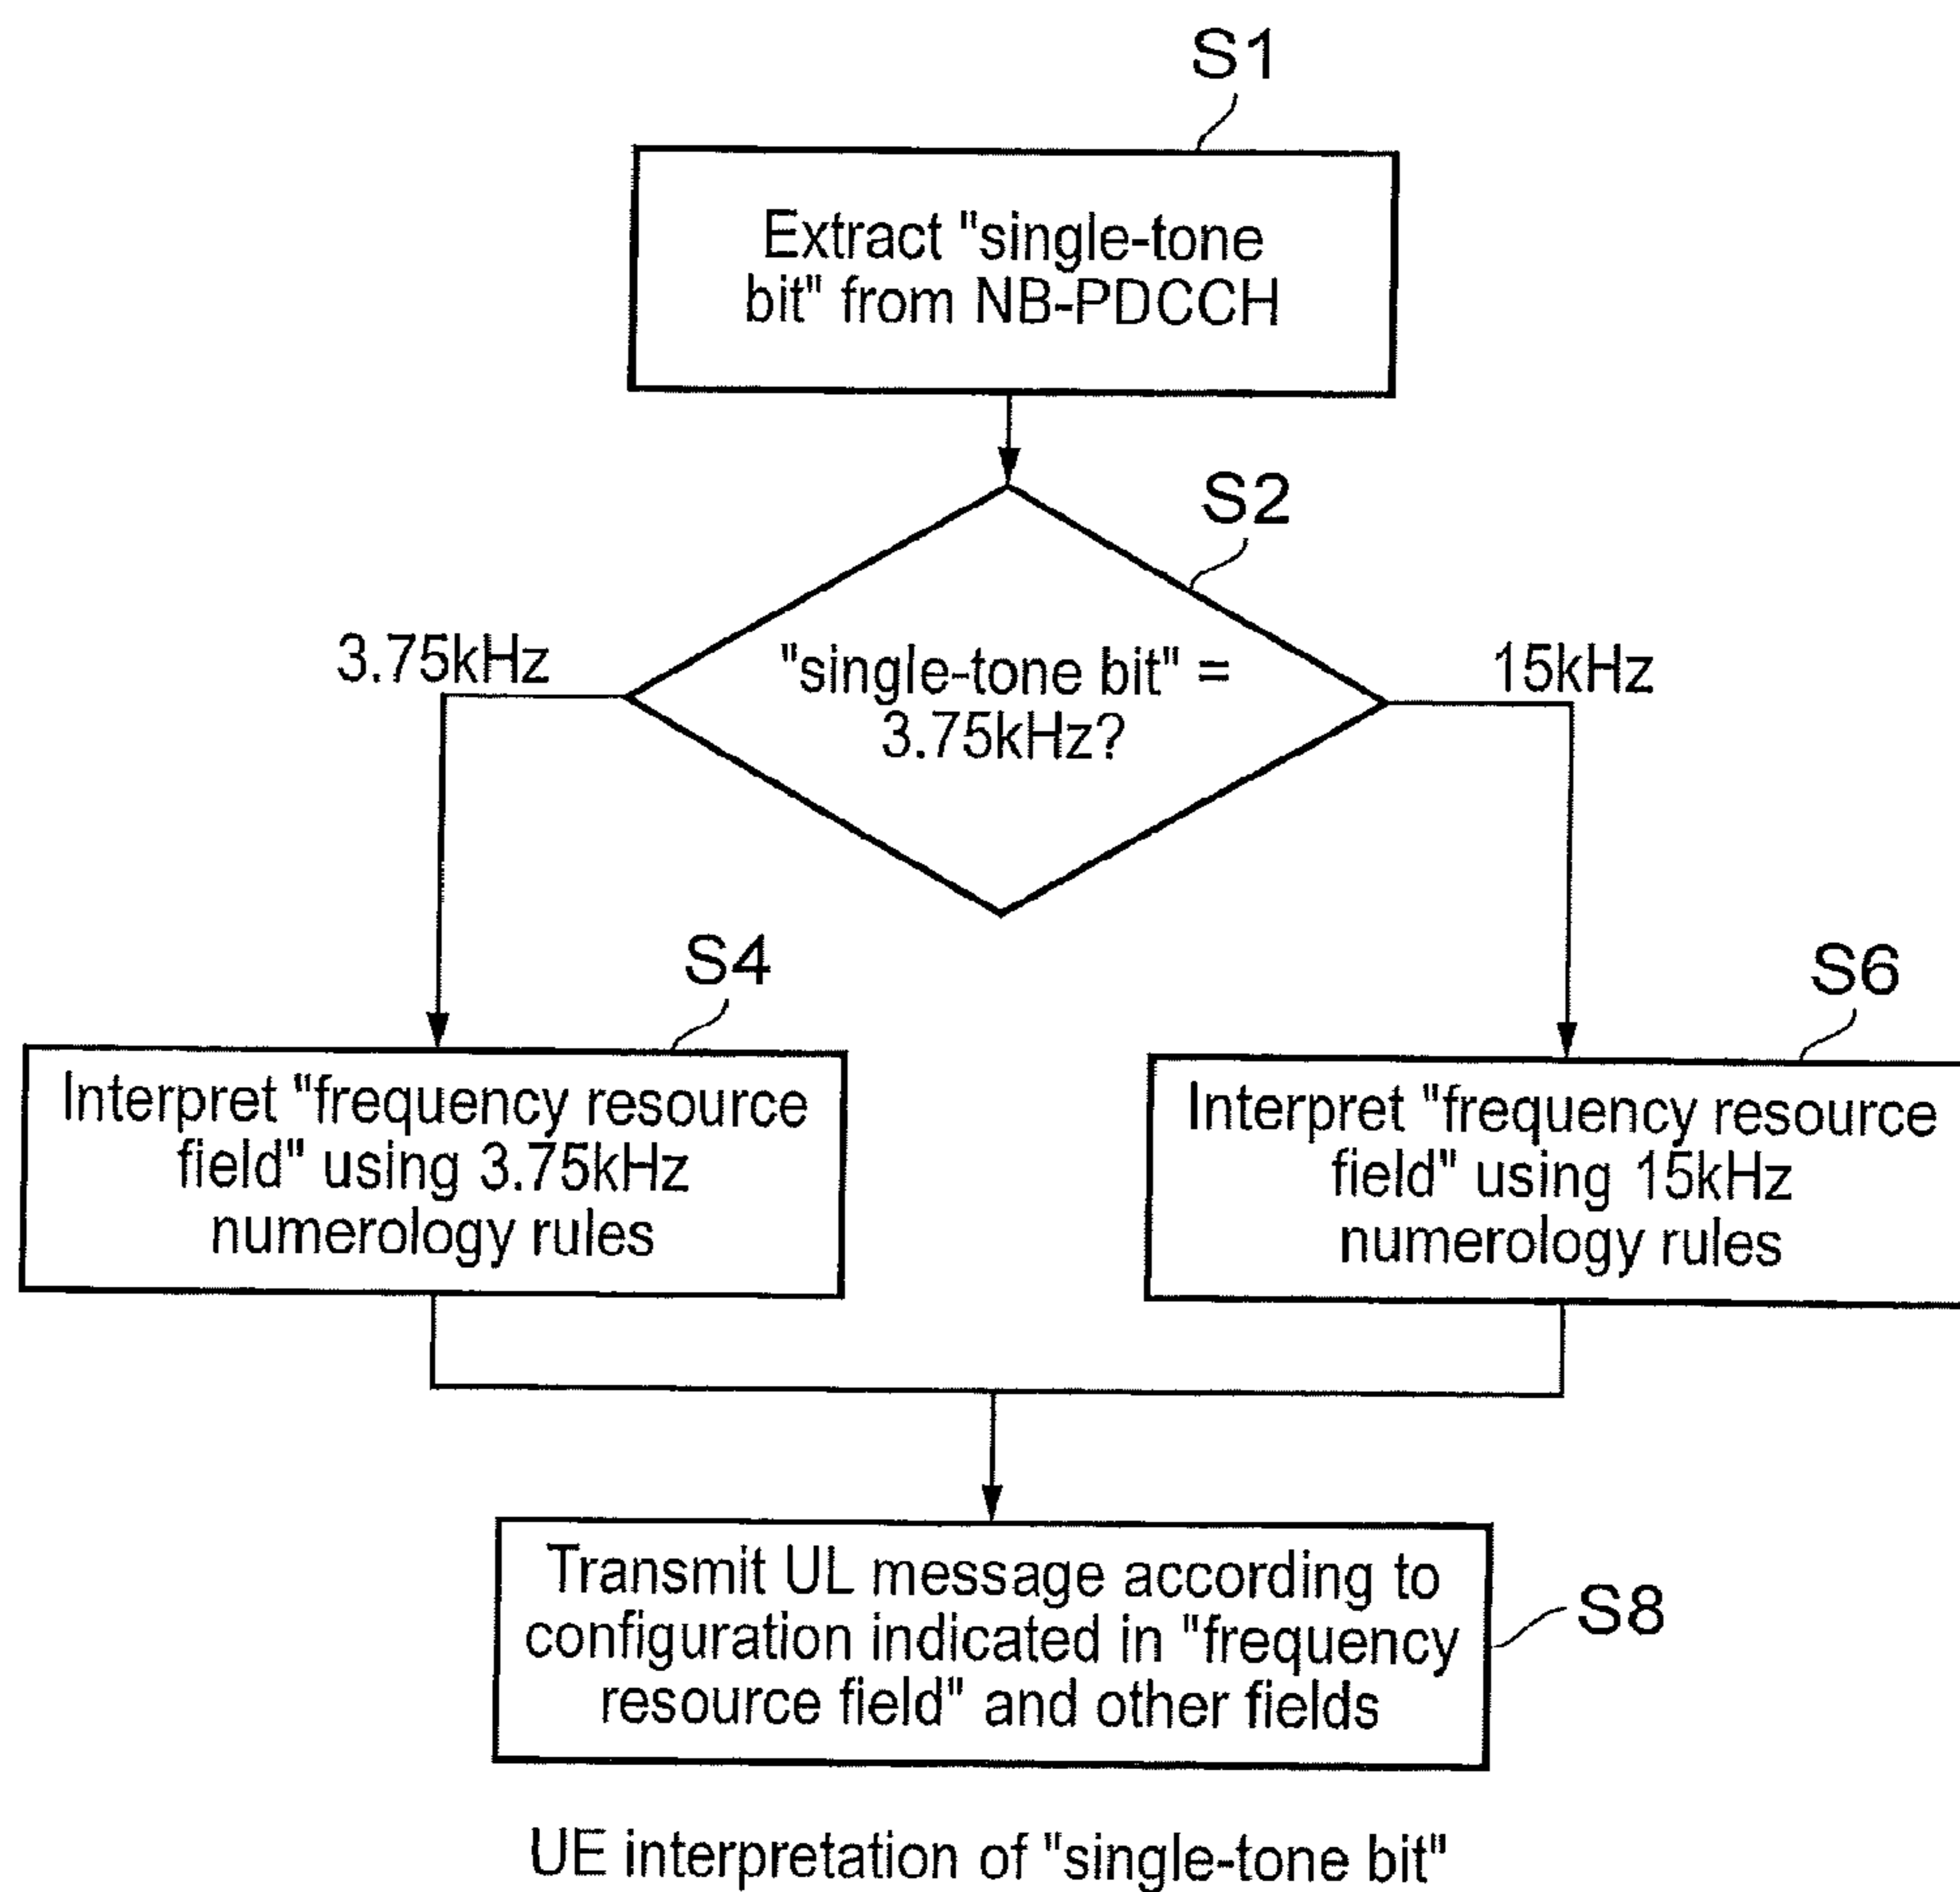 S1
Extract "single-tone
bit" from NB-PDCCH
S2
3.75kHz
"single-tone bit" =
3.75kHz?
15kHz
S4
S6
Interpret "frequency resource
field" using 3.75kHz
numerology rules
Interpret "frequency resource
field" using 15kHz
numerology rules
Transmit UL message according to
configuration indicated in "frequency
resource field" and other fields
S8
UE interpretation of "single-tone bit"